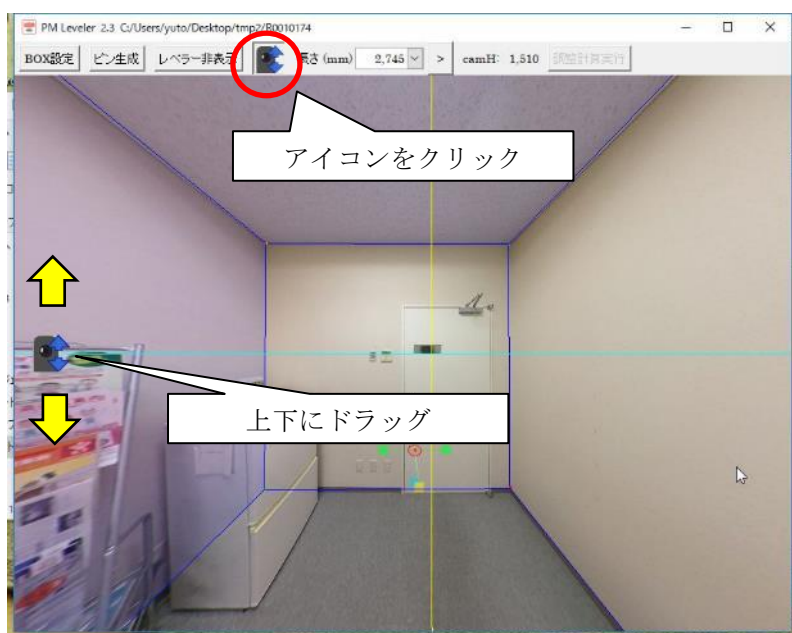 PM Leveler 2.3 C:/Users/yuto/Desktop/tmp2/R0010174
BOX設定 ピン生成 レベラー非表示 長さ (mm) 2,745 > camH: 1,510 調整計算実行
アイコンをクリック
上下にドラッグ